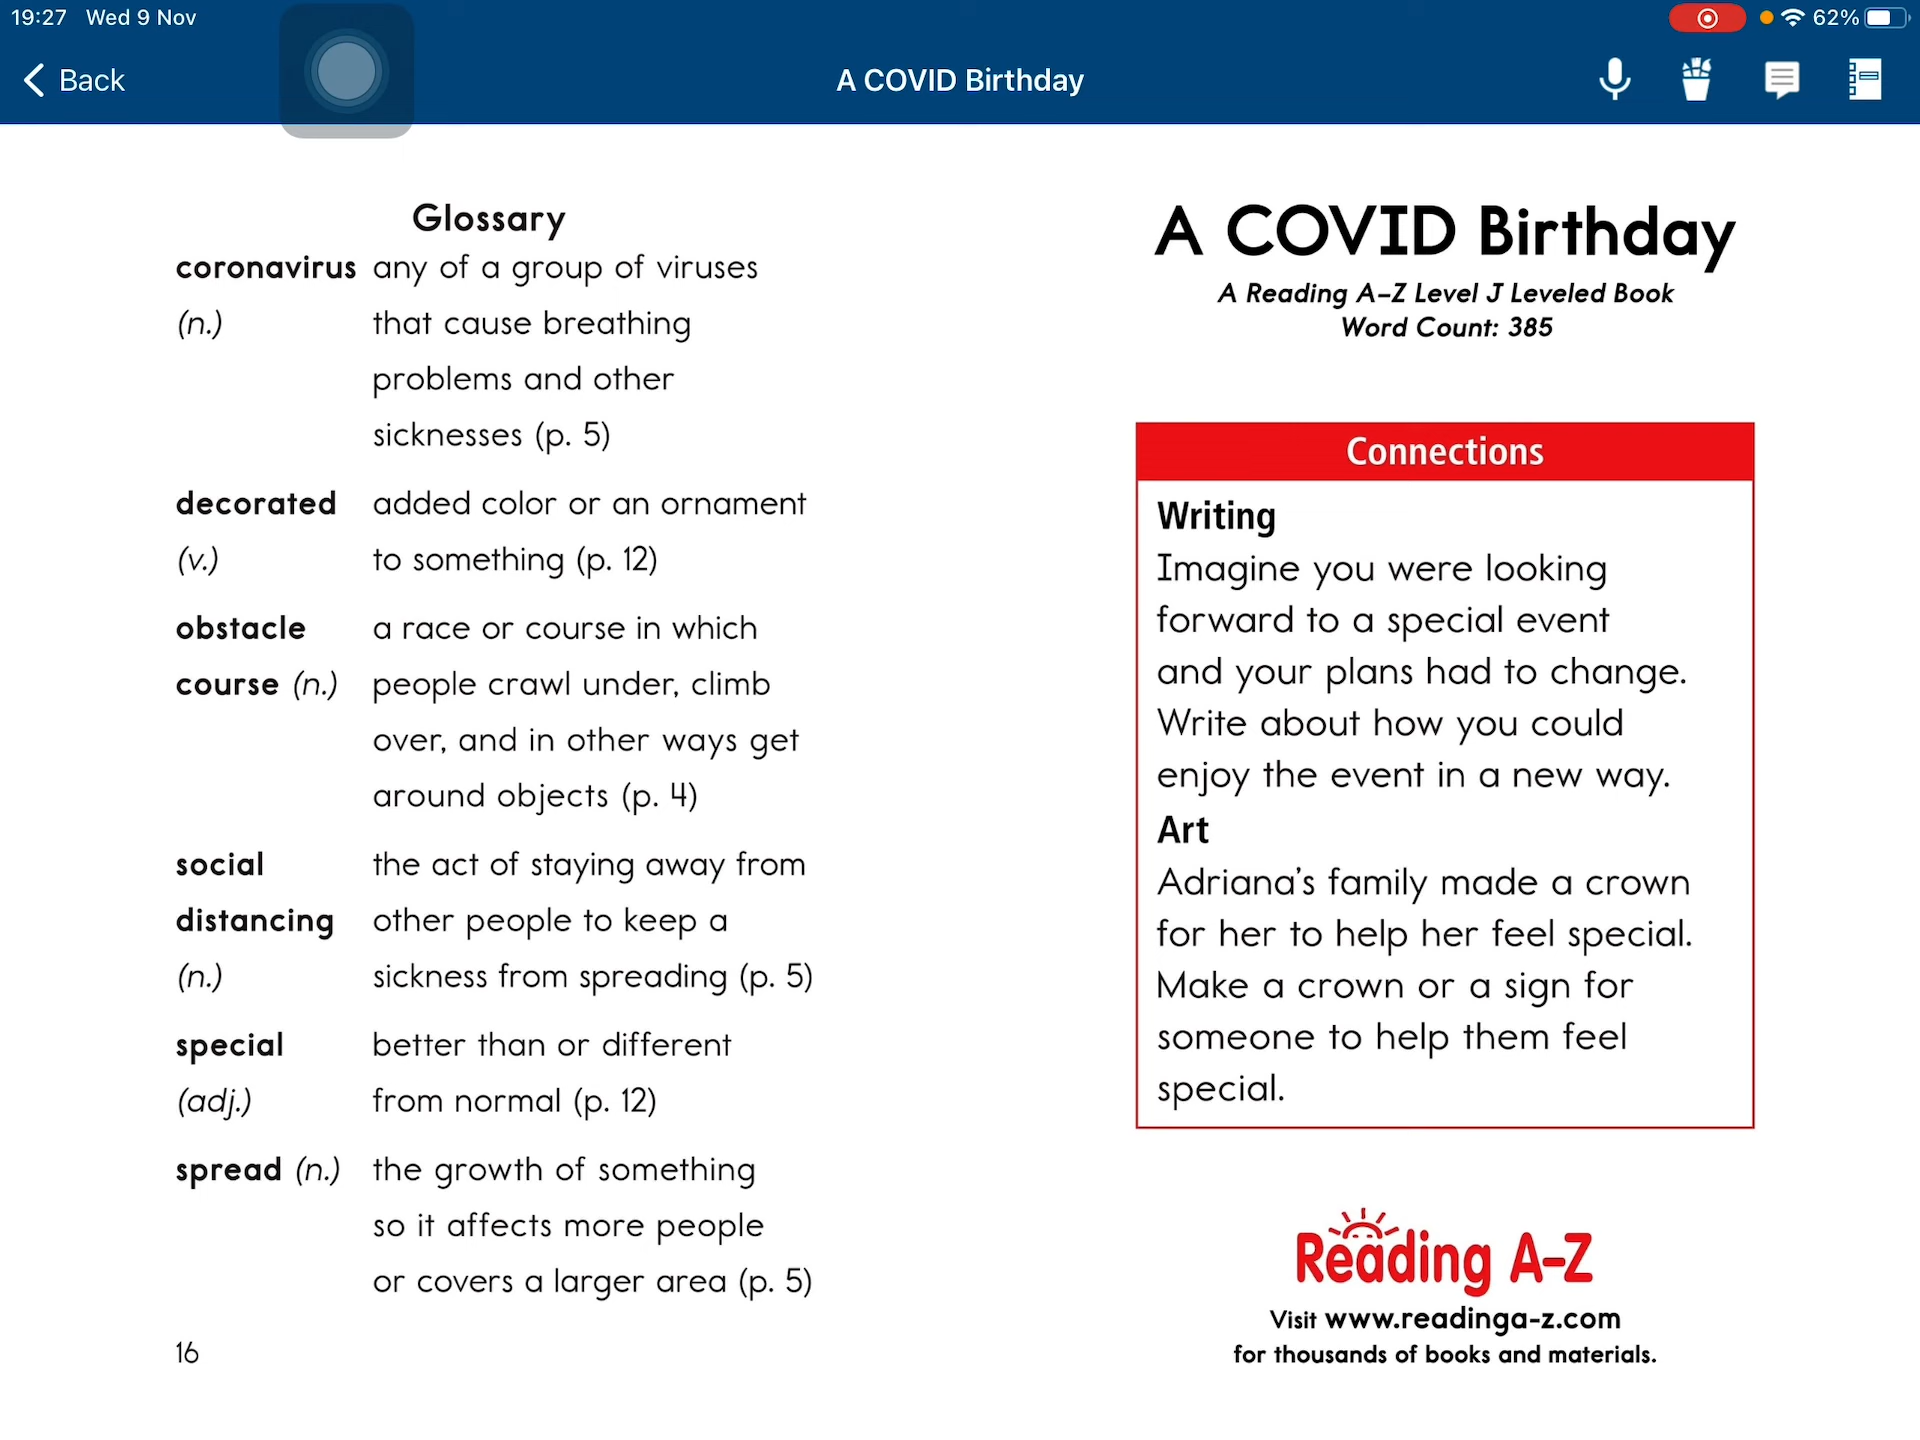 19:27 Wed 9 Nov
62%
Back
A COVID Birthday
Glossary
coronavirus any of a group of viruses
(n.) that cause breathing
problems and other
sicknesses (p. 5)
decorated added color or an ornament
(v.) to something (p. 12)
obstacle a race or course in which
course (n.) people crawl under, climb
over, and in other ways get
around objects (p. 4)
social the act of staying away from
distancing other people to keep a
(n.) sickness from spreading (p. 5)
special better than or different
(adj.) from normal (p. 12)
spread (n.) the growth of something
so it affects more people
or covers a larger area (p. 5)
16
A COVID Birthday
A Reading A–Z Level J Leveled Book
Word Count: 385
Connections
Writing
Imagine you were looking
forward to a special event
and your plans had to change.
Write about how you could
enjoy the event in a new way.
Art
Adriana's family made a crown
for her to help her feel special.
Make a crown or a sign for
someone to help them feel
special.
Reading A–Z
Visit www.readinga-z.com
for thousands of books and materials.